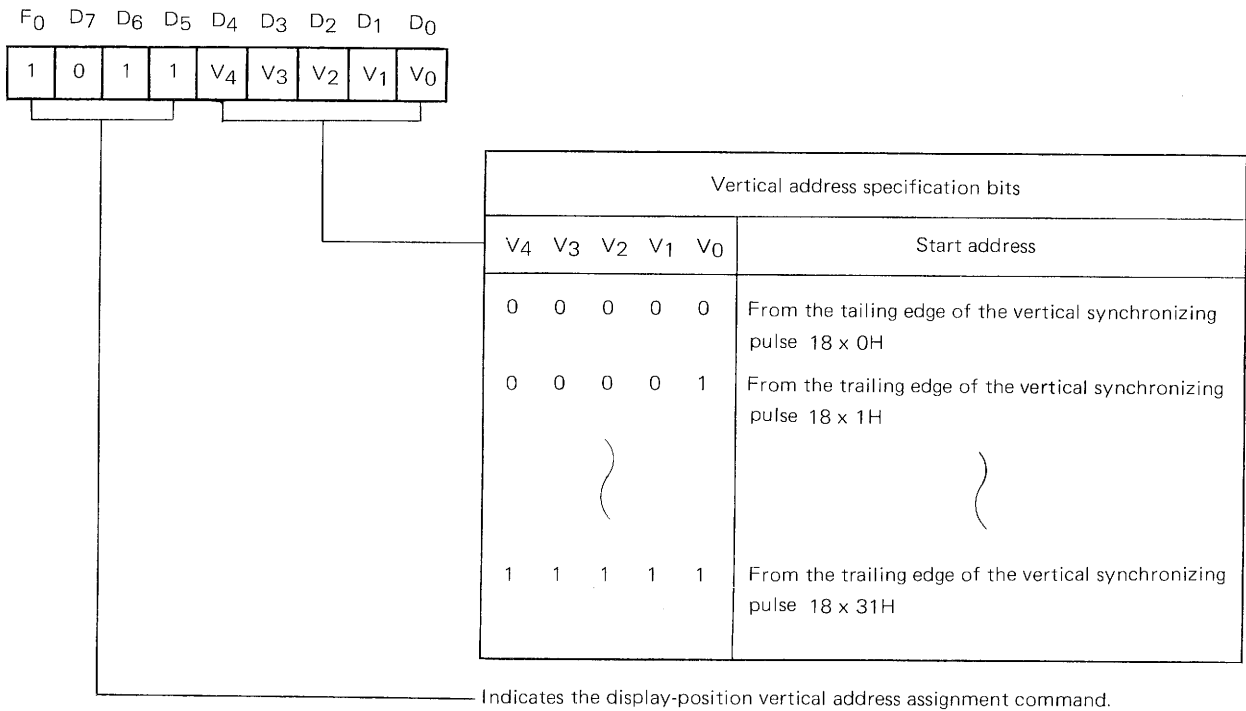 F0 D7 D6 D5 D4 D3 D2 D1 D0
1 0 1 1 V4 V3 V2 V1 V0
Vertical address specification bits
V4 V3 V2 V1 V0 Start address
0 0 0 0 0 From the tailing edge of the vertical synchronizing
pulse 18 x 0H
0 0 0 0 1 From the trailing edge of the vertical synchronizing
pulse 18 x 1H
1 1 1 1 1 From the trailing edge of the vertical synchronizing
pulse 18 x 31H
Indicates the display-position vertical address assignment command.